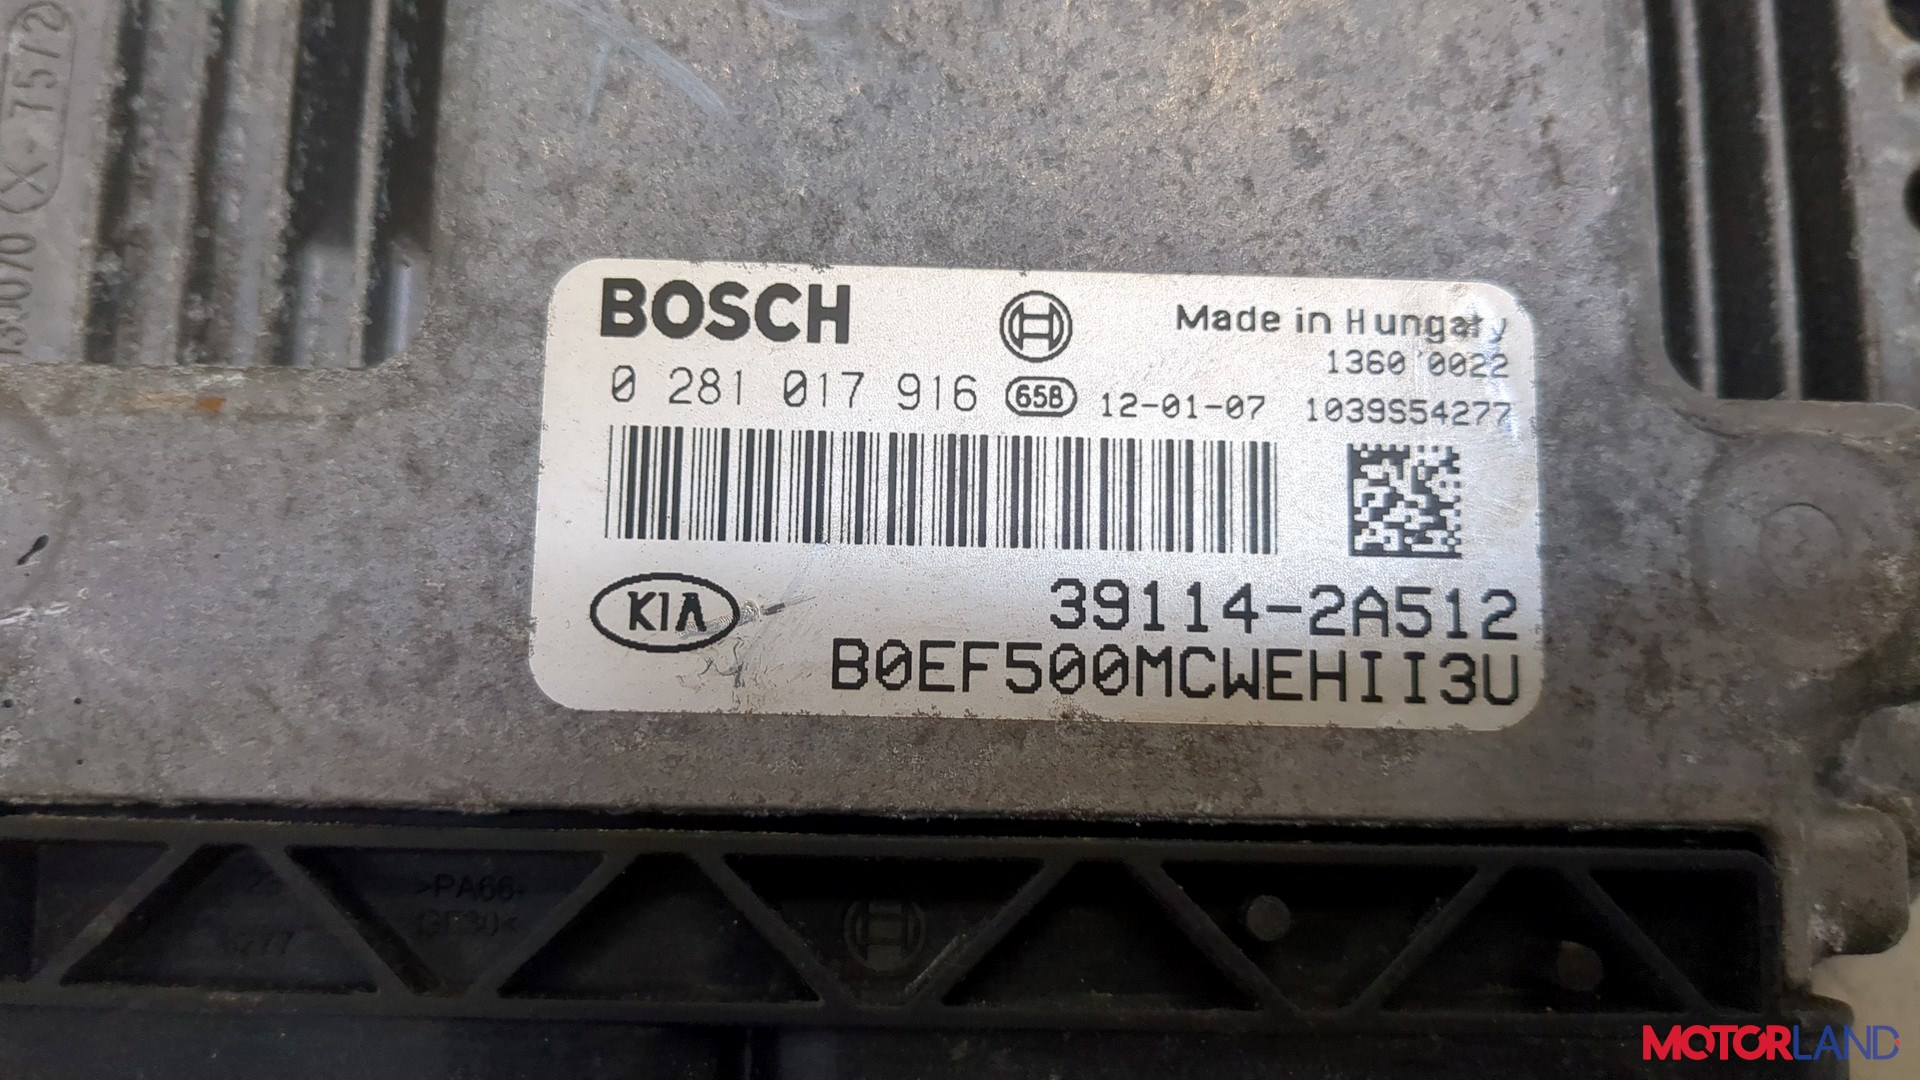 BOSCH
Made in Hungary
1360 0022
0 281 017 916 658 12-01-07 1039S54277
KIA
39114-2A512
B0EF500MCWEHII3U
>PA66-
GF30<
MOTORLAND